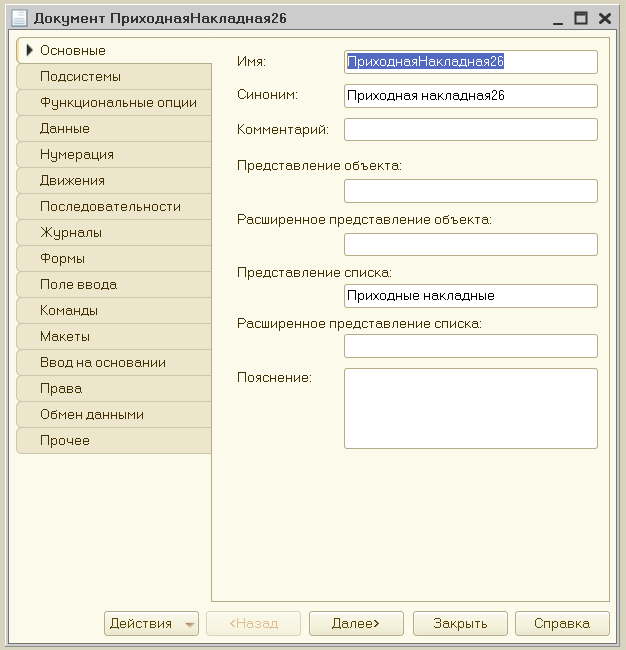 Документ ПриходнаяНакладная26
Основные
Подсистемы
Функциональные опции
Данные
Нумерация
Движения
Последовательности
Журналы
Формы
Поле ввода
Команды
Макеты
Ввод на основании
Права
Обмен данными
Прочее
Имя: ПриходнаяНакладная26
Синоним: Приходная накладная26
Комментарий:
Представление объекта:
Расширенное представление объекта:
Представление списка:
Приходные накладные
Расширенное представление списка:
Пояснение:
Действия <Назад Далее> Закрыть Справка